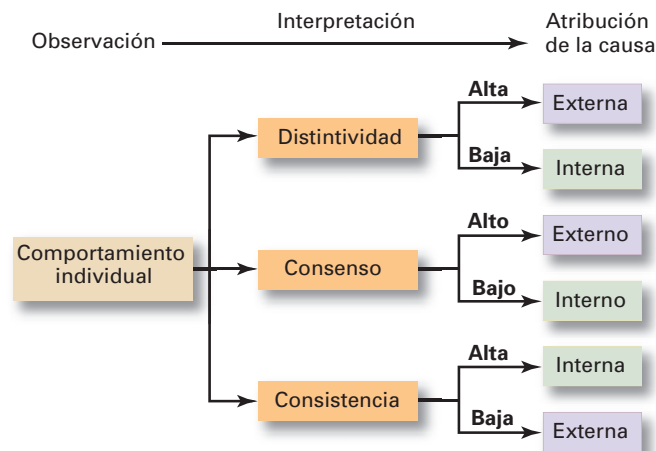 Observación
Interpretación
Atribución
de la causa
Comportamiento
individual
Distintividad
Alta
Externa
Baja
Interna
Consenso
Alto
Externo
Bajo
Interno
Consistencia
Alta
Interna
Baja
Externa